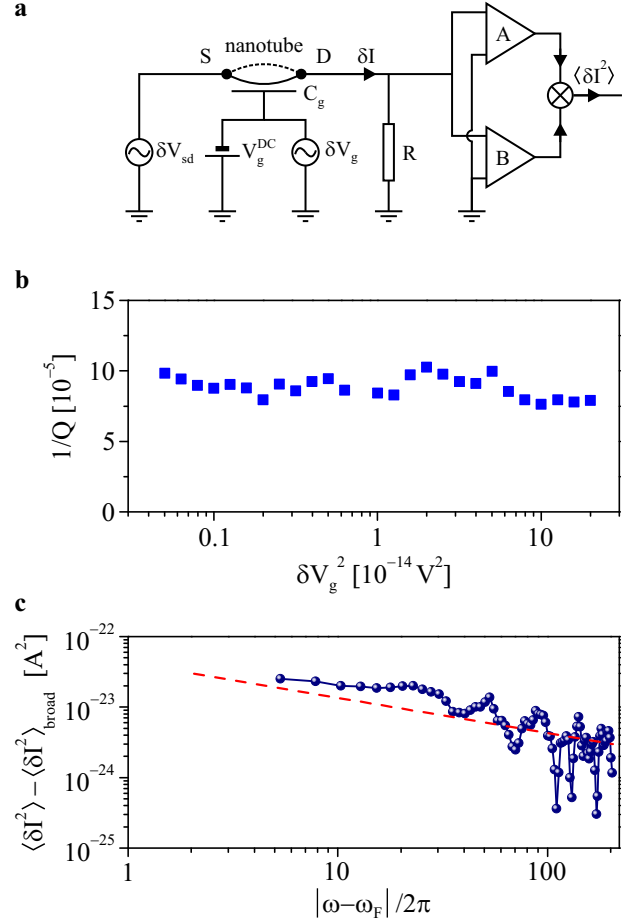 a
S nanotube D δI
C_g
δV_sd V_g^DC δV_g R
A
B
⟨δI²⟩
b
1/Q [10⁻⁵]
15
10
5
0
0.1 1 10
δV_g² [10⁻¹⁴ V²]
c
⟨δI²⟩ − ⟨δI²⟩_broad [A²]
10⁻²²
10⁻²³
10⁻²⁴
10⁻²⁵
1 10 100
|ω−ω_F| /2π